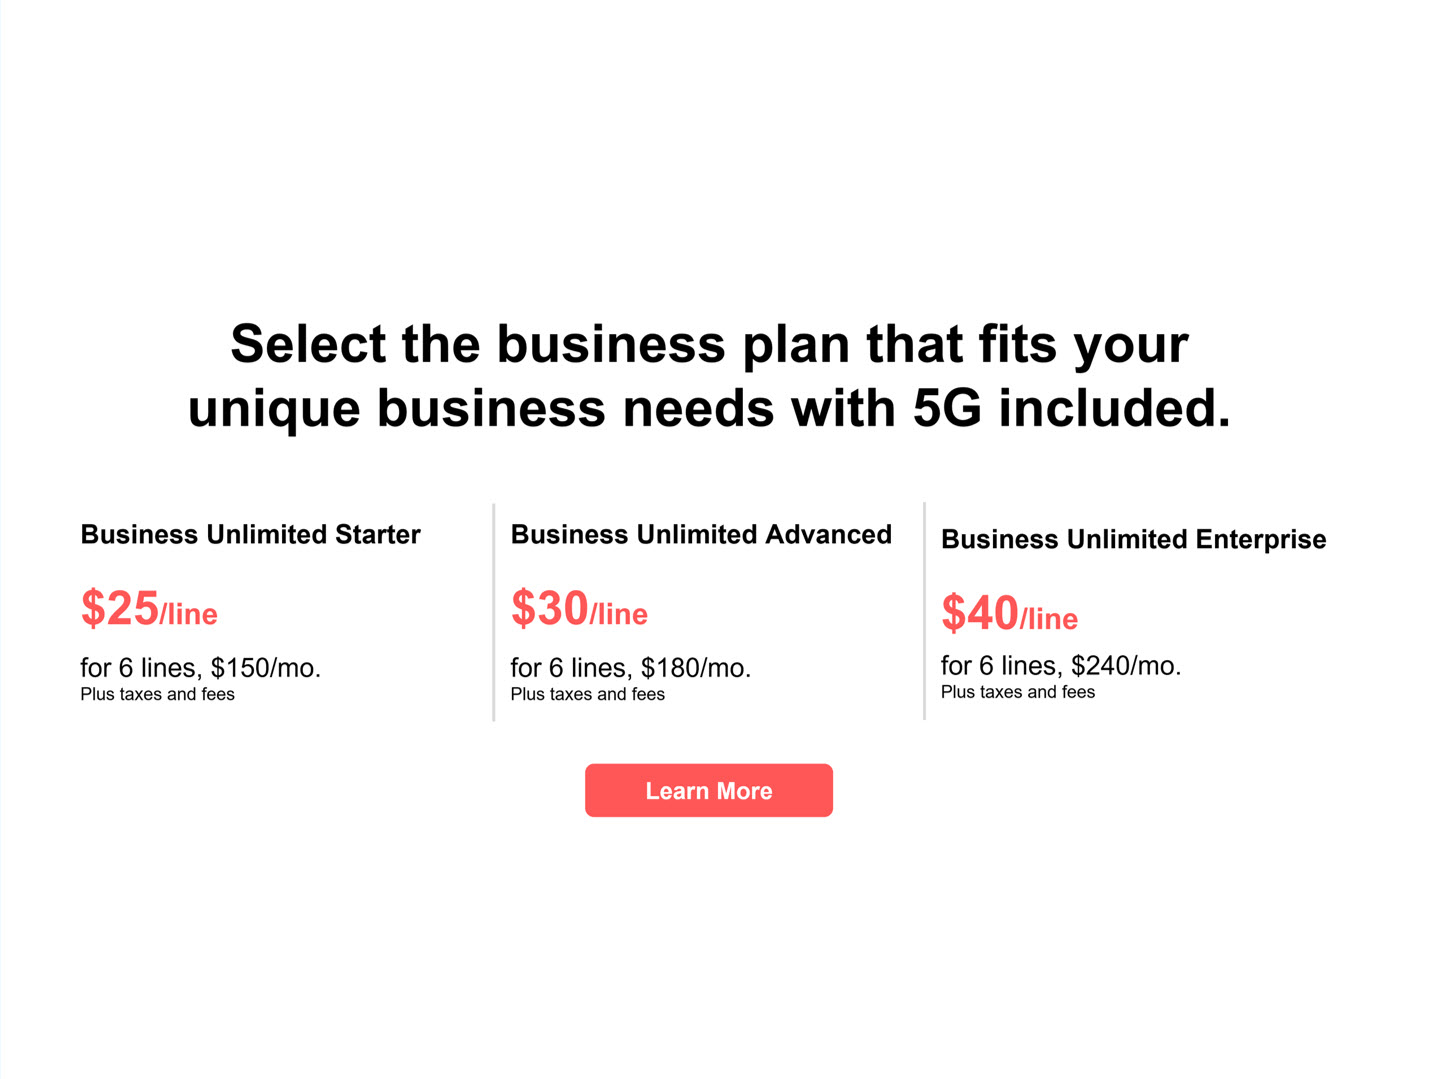 Select the business plan that fits your
unique business needs with 5G included.
Business Unlimited Starter
$25/line
for 6 lines, $150/mo.
Plus taxes and fees
Business Unlimited Advanced
$30/line
for 6 lines, $180/mo.
Plus taxes and fees
Business Unlimited Enterprise
$40/line
for 6 lines, $240/mo.
Plus taxes and fees
Learn More